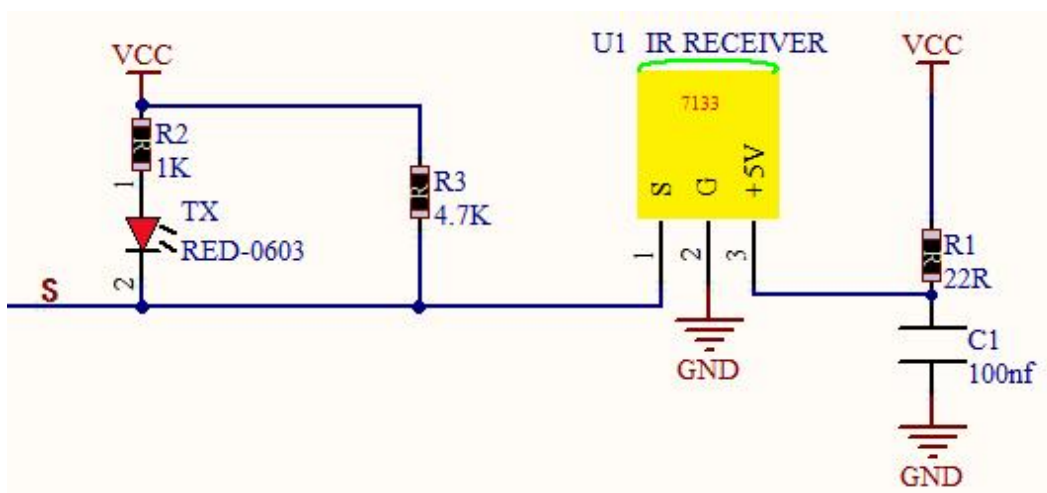 VCC
R
R2
1K
1
TX
RED-0603
2
S
R
R3
4.7K
U1 IR RECEIVER
7133
S
G
+5V
1
2
3
GND
VCC
R
R1
22R
C1
100nf
GND